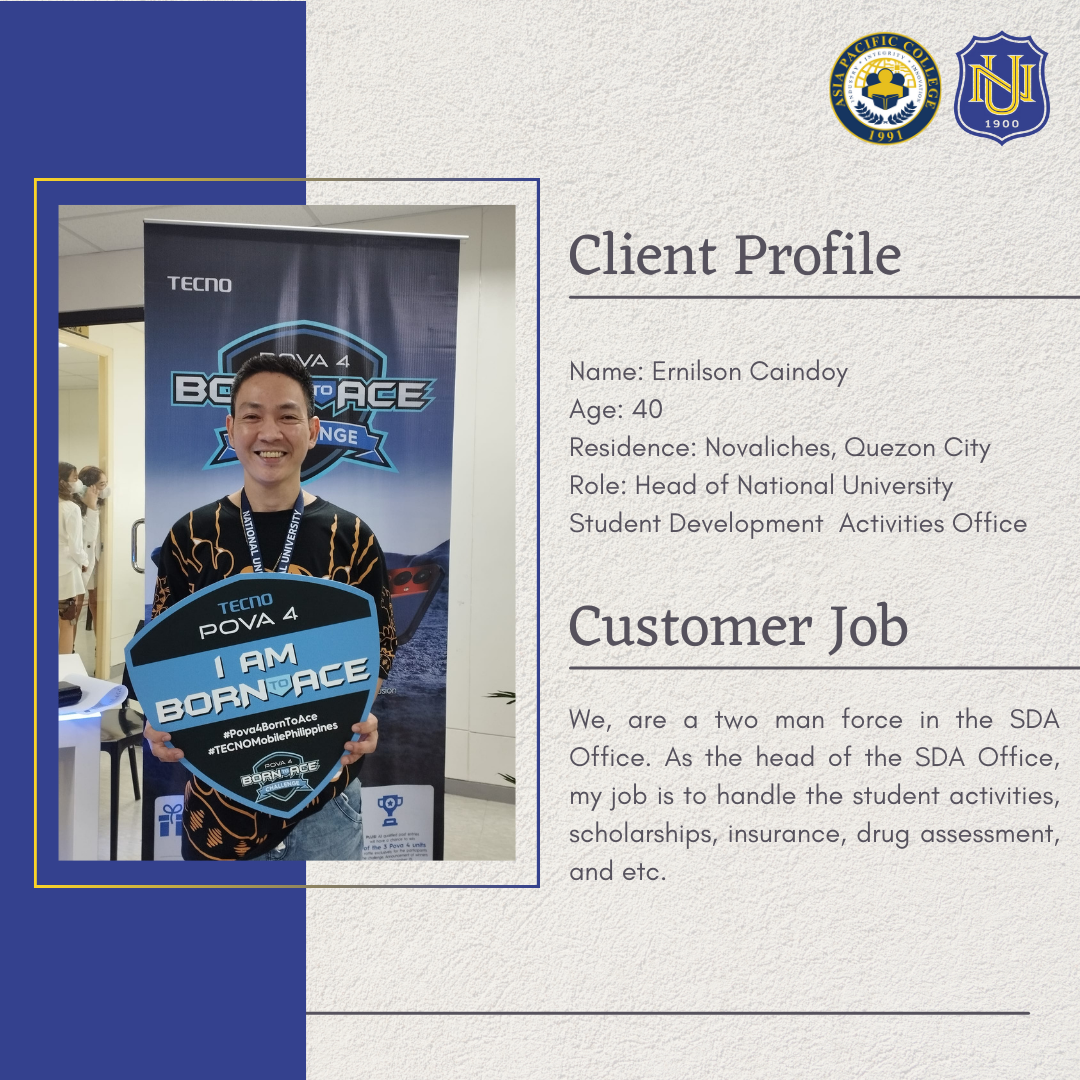 ASIA PACIFIC COLLEGE
INDUSTRY • INTEGRITY • INNOVATION
1991
NU
1900
Client Profile
Name: Ernilson Caindoy
Age: 40
Residence: Novaliches, Quezon City
Role: Head of National University
Student Development Activities Office
Customer Job
We, are a two man force in the SDA
Office. As the head of the SDA Office,
my job is to handle the student activities,
scholarships, insurance, drug assessment,
and etc.
TECNO
POVA 4
TO ACE
NATIONAL
UNIVERSITY
TECNO
POVA 4
I AM
BORN TO ACE
#Pova4BornToAce
#TECNOMobilePhilippines
POVA 4
BORN TO ACE
CHALLENGE
of the 3 Pova 4 units